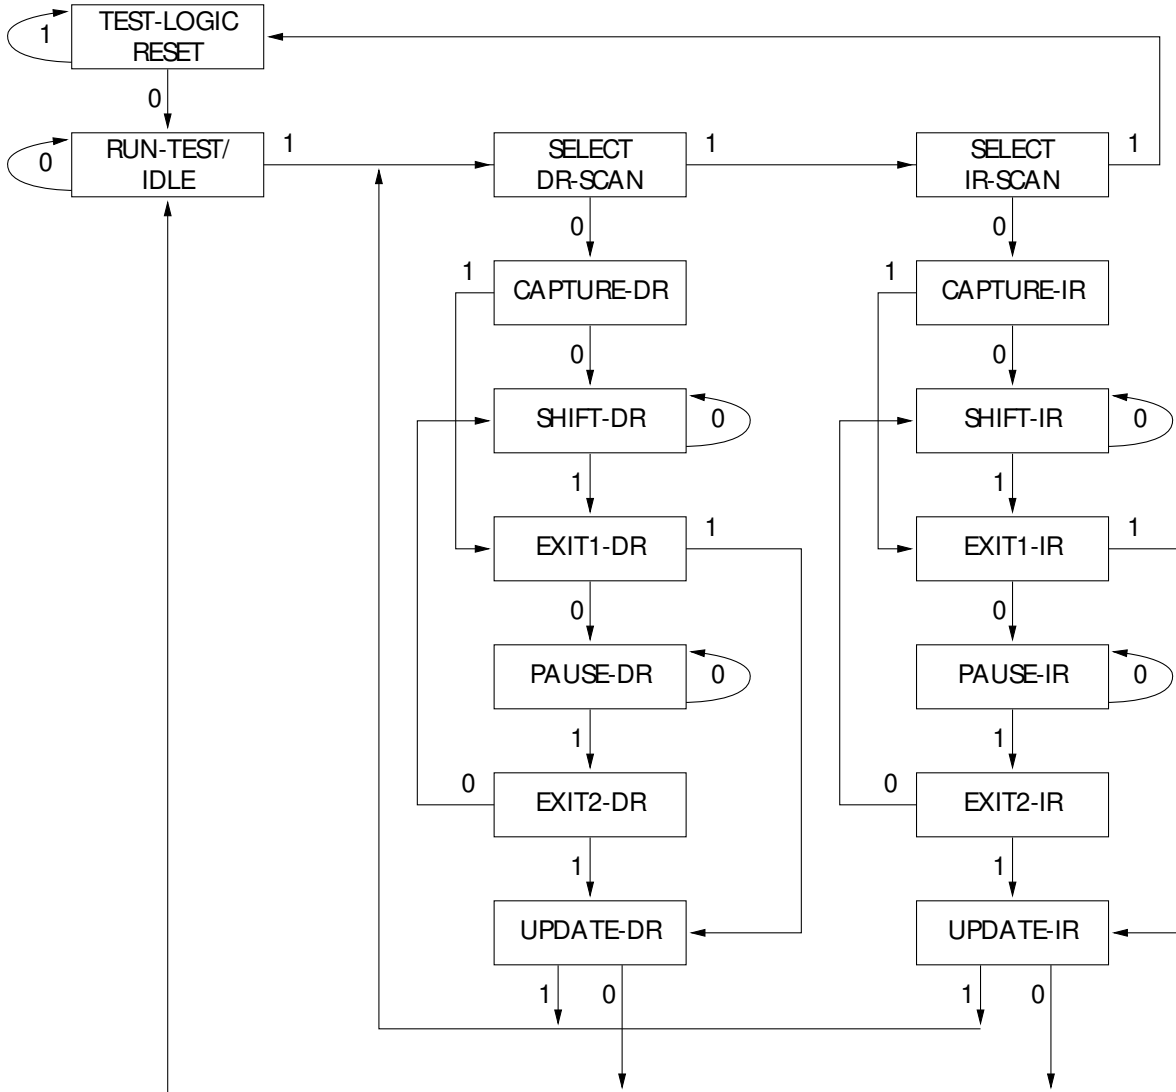 TEST-LOGIC
RESET
1
0
RUN-TEST/
IDLE
0
1
SELECT
DR-SCAN
1
SELECT
IR-SCAN
1
0
0
1
CAPTURE-DR
1
CAPTURE-IR
0
0
SHIFT-DR
0
SHIFT-IR
0
1
1
EXIT1-DR
1
EXIT1-IR
1
0
0
PAUSE-DR
0
PAUSE-IR
0
1
1
0
EXIT2-DR
0
EXIT2-IR
1
1
UPDATE-DR
UPDATE-IR
1
0
1
0